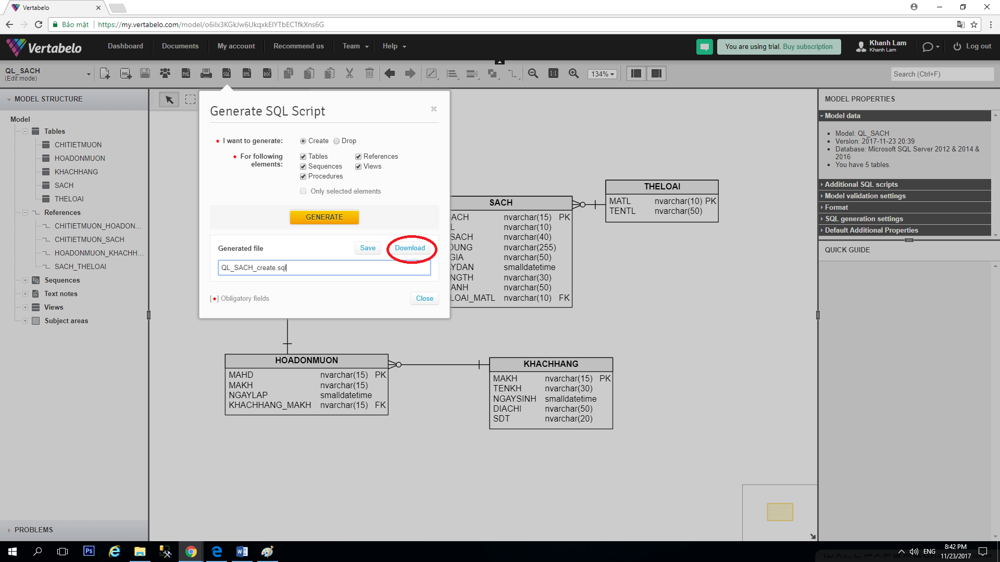 Vertabelo
Bảo mật
https://my.vertabelo.com/model/o6iIx3KGkJw6UkqxkEIYTbECTfkXns6G
Vertabelo
Dashboard
Documents
My account
Recommend us
Team
Help
You are using trial. Buy subscription
Khanh Lam
Khanh Lam
Log out
QL_SACH
(Edit mode)
DDL
PNG
SQL
XML
DOC
1:1
134%
Search (Ctrl+F)
MODEL STRUCTURE
Model
Tables
CHITIETMUON
HOADONMUON
KHACHHANG
SACH
THELOAI
References
CHITIETMUON_HOADON...
CHITIETMUON_SACH
HOADONMUON_KHACHH...
SACH_THELOAI
Sequences
Text notes
Views
Subject areas
PROBLEMS
Generate SQL Script
★ I want to generate: Create Drop
★ For following elements:
Tables References
Sequences Views
Procedures
Only selected elements
GENERATE
Generated file Save Download
QL_SACH_create.sql
[★] Obligatory fields Close
SACH
ACH nvarchar(15) PK
L nvarchar(10)
SACH nvarchar(40)
DUNG nvarchar(255)
GIA nvarchar(50)
YDAN smalldatetime
NGTH nvarchar(30)
ANH nvarchar(50)
LOAI_MATL nvarchar(10) FK
THELOAI
MATL nvarchar(10) PK
TENTL nvarchar(50)
HOADONMUON
MAHD nvarchar(15) PK
MAKH nvarchar(15)
NGAYLAP smalldatetime
KHACHHANG_MAKH nvarchar(15) FK
KHACHHANG
MAKH nvarchar(15) PK
TENKH nvarchar(30)
NGAYSINH smalldatetime
DIACHI nvarchar(50)
SDT nvarchar(20)
MODEL PROPERTIES
Model data
Model: QL_SACH
Version: 2017-11-23 20:39
Database: Microsoft SQL Server 2012 & 2014 &
2016
You have 5 tables.
Additional SQL scripts
Model validation settings
Format
SQL generation settings
Default Additional Properties
QUICK GUIDE
Ps
ENG
8:42 PM
11/23/2017